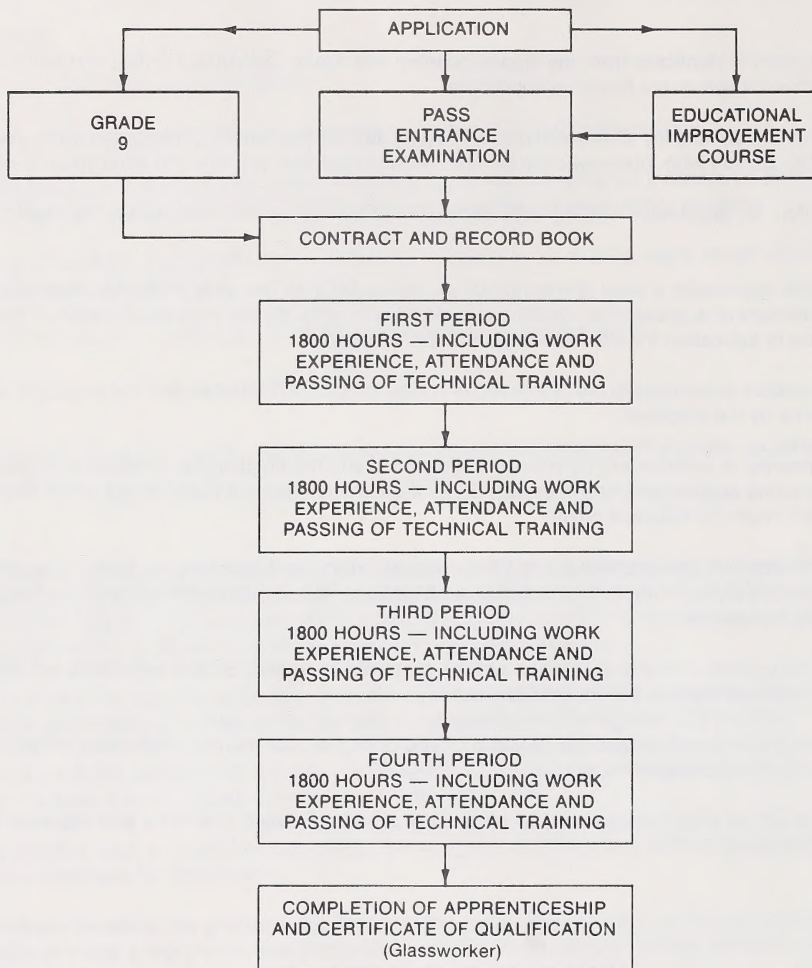 APPLICATION
GRADE
9
PASS
ENTRANCE
EXAMINATION
EDUCATIONAL
IMPROVEMENT
COURSE
CONTRACT AND RECORD BOOK
FIRST PERIOD
1800 HOURS — INCLUDING WORK
EXPERIENCE, ATTENDANCE AND
PASSING OF TECHNICAL TRAINING
SECOND PERIOD
1800 HOURS — INCLUDING WORK
EXPERIENCE, ATTENDANCE AND
PASSING OF TECHNICAL TRAINING
THIRD PERIOD
1800 HOURS — INCLUDING WORK
EXPERIENCE, ATTENDANCE AND
PASSING OF TECHNICAL TRAINING
FOURTH PERIOD
1800 HOURS — INCLUDING WORK
EXPERIENCE, ATTENDANCE AND
PASSING OF TECHNICAL TRAINING
COMPLETION OF APPRENTICESHIP
AND CERTIFICATE OF QUALIFICATION
(Glassworker)